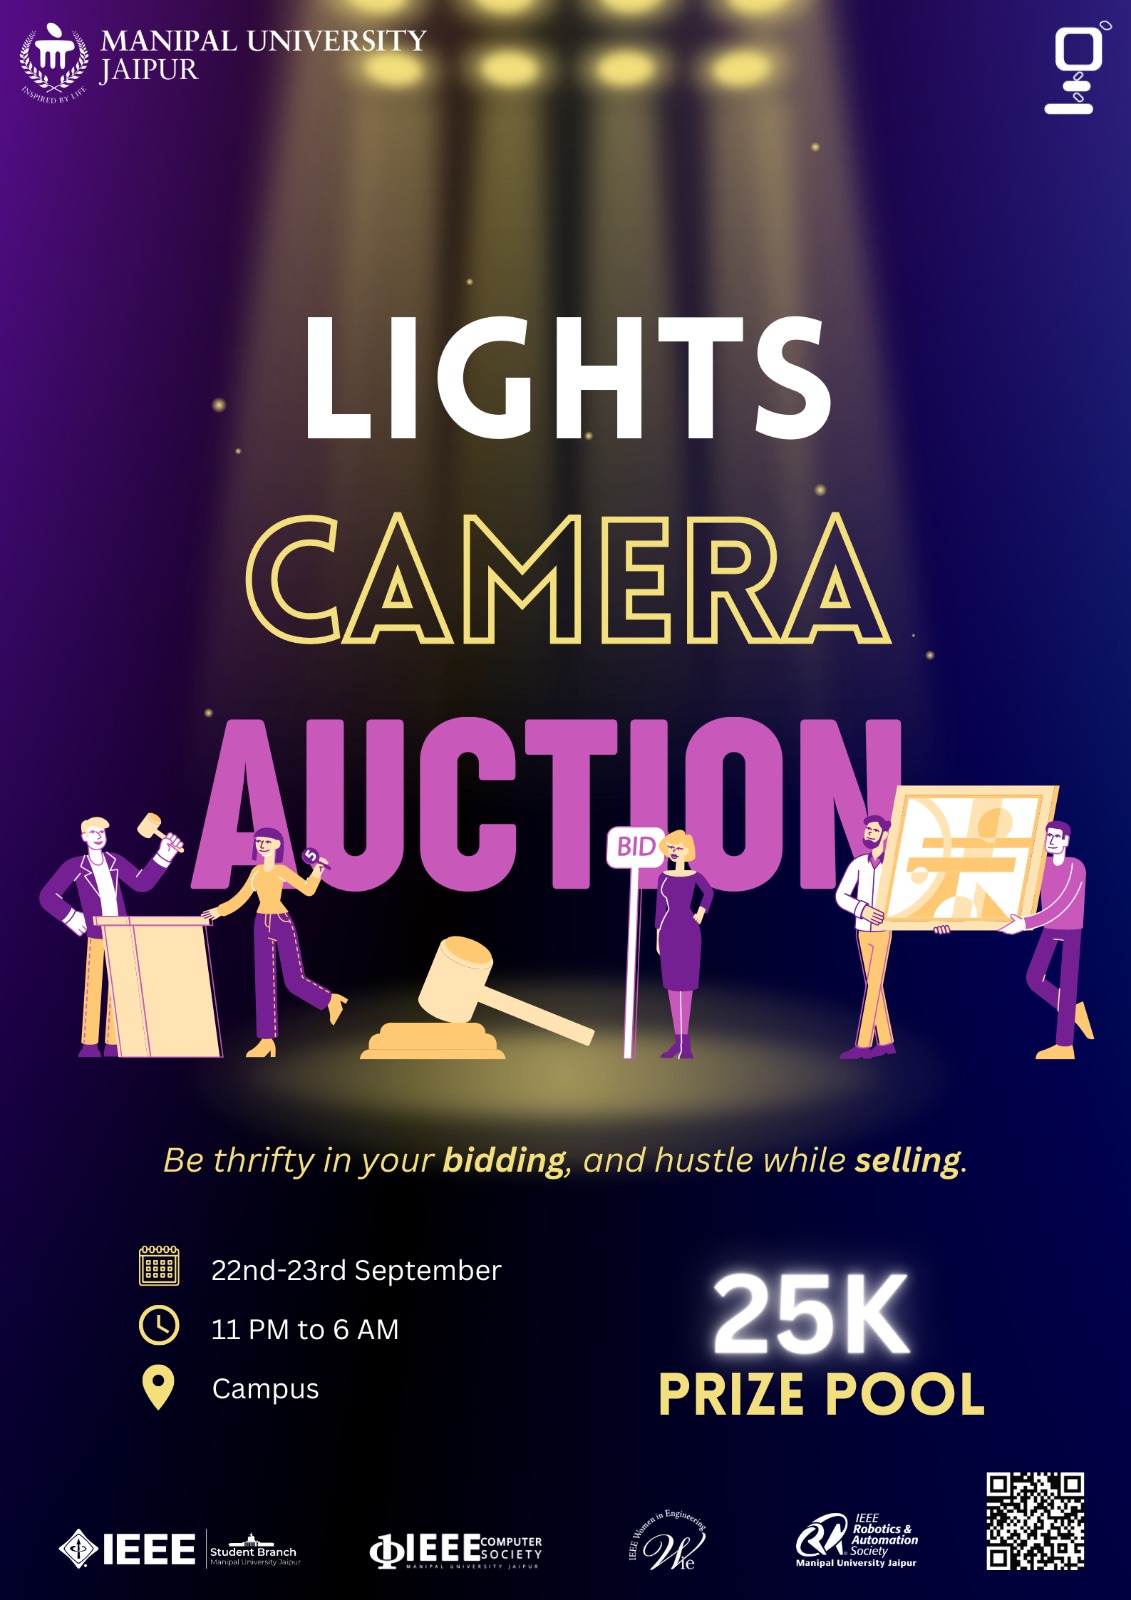 MANIPAL UNIVERSITY
JAIPUR
INSPIRED BY LIFE
LIGHTS
CAMERA
AUCTION
5
BID
Be thrifty in your bidding, and hustle while selling.
22nd-23rd September
11 PM to 6 AM
Campus
25K
PRIZE POOL
IEEE
Student Branch
Manipal University Jaipur
IEEE COMPUTER
SOCIETY
MANIPAL UNIVERSITY JAIPUR
IEEE Women in Engineering
WIe
IEEE
Robotics &
Automation
Society
Manipal University Jaipur